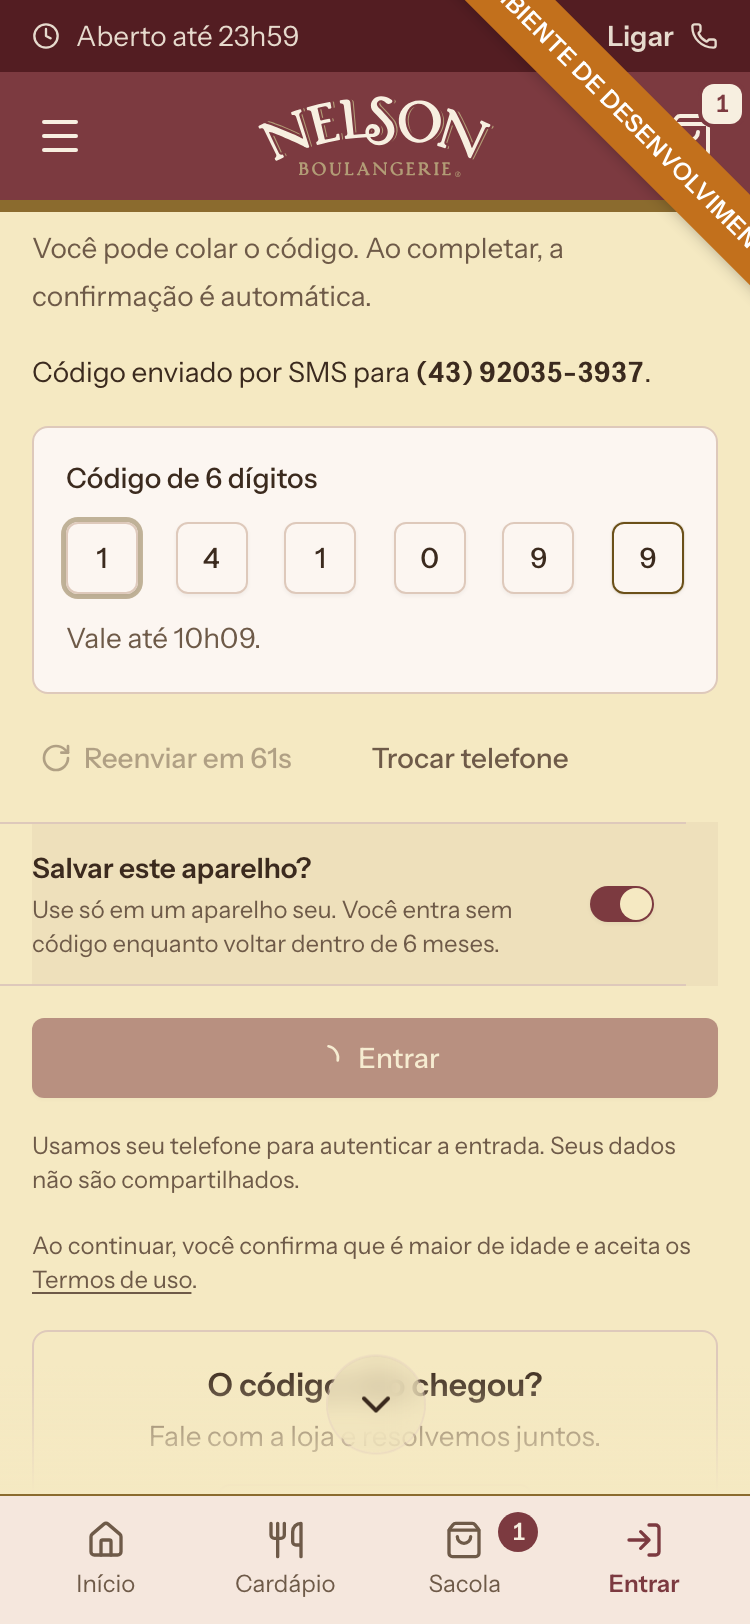 Aberto até 23h59
Ligar
BIENTE DE DESENVOLVIMEN
1
NELSON
BOULANGERIE
Você pode colar o código. Ao completar, a
confirmação é automática.
Código enviado por SMS para (43) 92035-3937.
Código de 6 dígitos
1 4 1 0 9 9
Vale até 10h09.
Reenviar em 61s
Trocar telefone
Salvar este aparelho?
Use só em um aparelho seu. Você entra sem
código enquanto voltar dentro de 6 meses.
Entrar
Usamos seu telefone para autenticar a entrada. Seus dados
não são compartilhados.
Ao continuar, você confirma que é maior de idade e aceita os
Termos de uso.
O código chegou?
Fale com a loja e resolvemos juntos.
Início
Cardápio
Sacola
1
Entrar